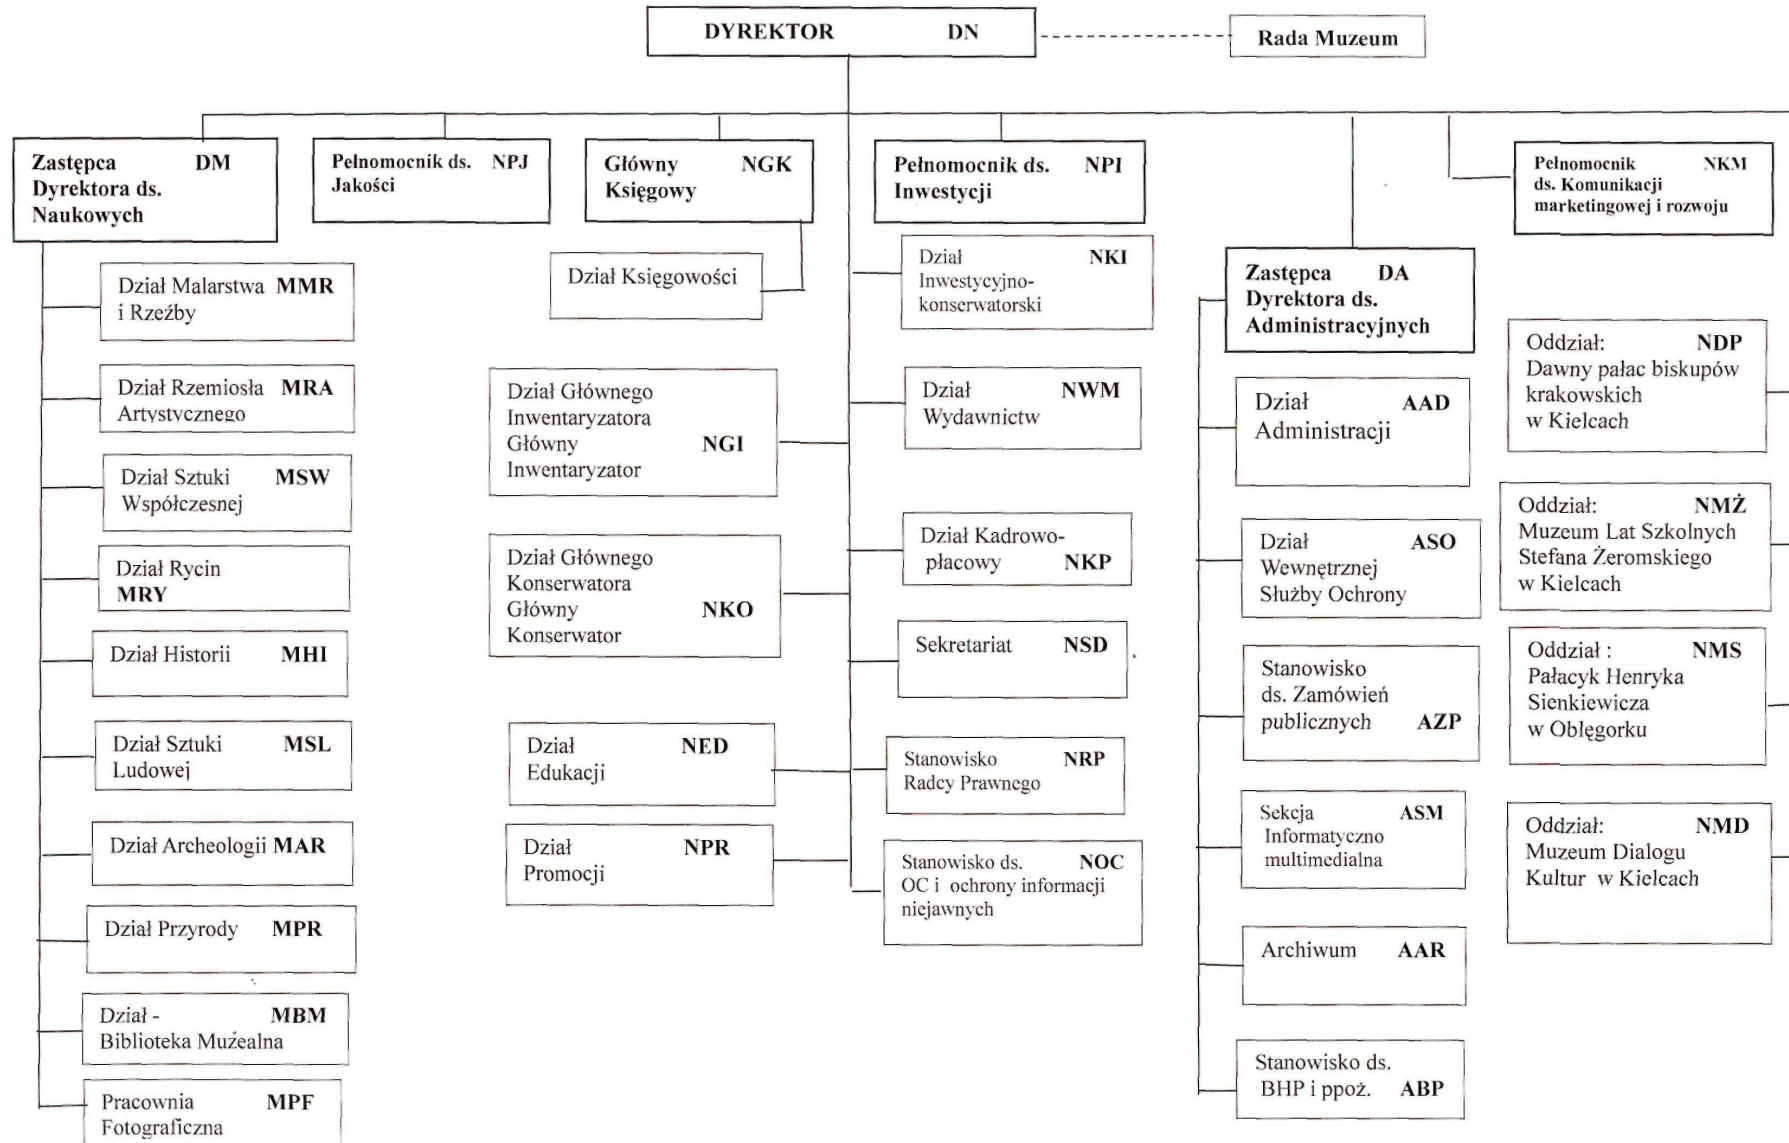 DYREKTOR DN
Rada Muzeum
Zastępca DM
Dyrektora ds.
Naukowych
Pełnomocnik ds. NPJ
Jakości
Główny NGK
Księgowy
Pełnomocnik ds. NPI
Inwestycji
Pełnomocnik NKM
ds. Komunikacji
marketingowej i rozwoju
Dział Malarstwa MMR
i Rzeźby
Dział Rzemiosła MRA
Artystycznego
Dział Sztuki MSW
Współczesnej
Dział Rycin
MRY
Dział Historii MHI
Dział Sztuki MSL
Ludowej
Dział Archeologii MAR
Dział Przyrody MPR
Dział - MBM
Biblioteka Muzealna
Pracownia MPF
Fotograficzna
Dział Księgowości
Dział Głównego
Inwentaryzatora
Główny NGI
Inwentaryzator
Dział Głównego
Konserwatora
Główny NKO
Konserwator
Dział NED
Edukacji
Dział NPR
Promocji
Dział NKI
Inwestycyjno-
konserwatorski
Dział NWM
Wydawnictw
Dział Kadrowo-
płacowy NKP
Sekretariat NSD
Stanowisko NRP
Radcy Prawnego
Stanowisko ds. NOC
OC i ochrony informacji
niejawnych
Zastępca DA
Dyrektora ds.
Administracyjnych
Dział AAD
Administracji
Dział ASO
Wewnętrznej
Służby Ochrony
Stanowisko
ds. Zamówień
publicznych AZP
Sekcja ASM
Informatyczno
multimedialna
Archiwum AAR
Stanowisko ds.
BHP i ppoż. ABP
Oddział: NDP
Dawny pałac biskupów
krakowskich
w Kielcach
Oddział: NMŻ
Muzeum Lat Szkolnych
Stefana Żeromskiego
w Kielcach
Oddział : NMS
Pałacyk Henryka
Sienkiewicza
w Oblęgorku
Oddział: NMD
Muzeum Dialogu
Kultur w Kielcach